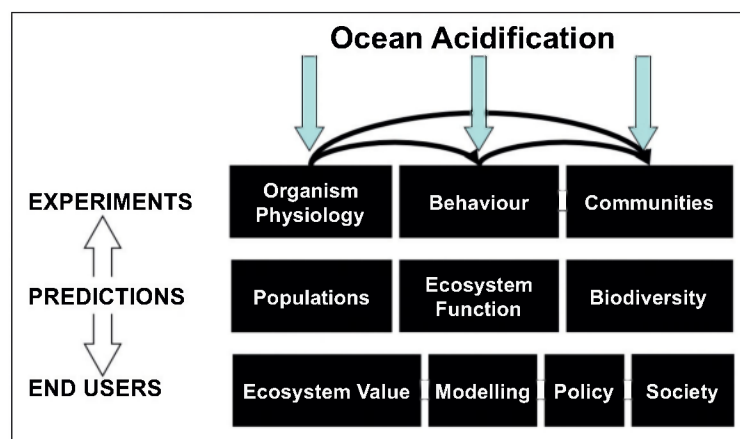 Ocean Acidification
EXPERIMENTS
Organism
Physiology
Behaviour
Communities
PREDICTIONS
Populations
Ecosystem
Function
Biodiversity
END USERS
Ecosystem Value
Modelling
Policy
Society